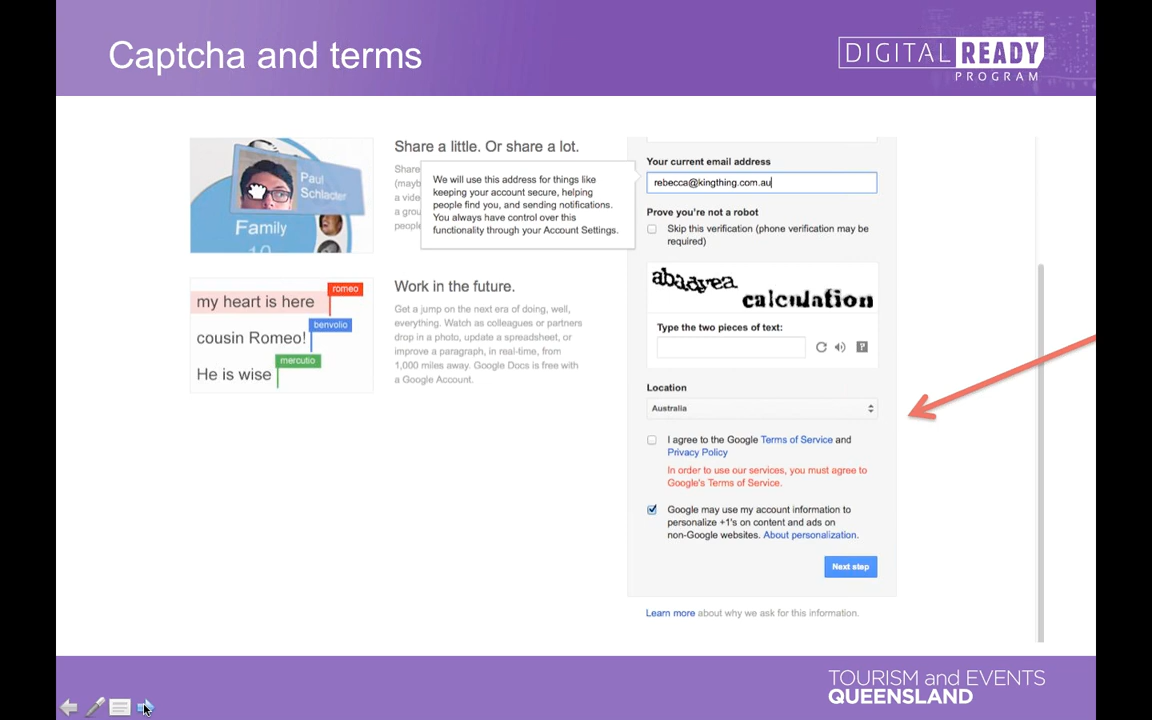 Captcha and terms
DIGITAL READY
PROGRAM
Paul
Schlacter
Family
10
Share a little. Or share a lot.
Share
(mayb
a vide
a grou
people
We will use this address for things like
keeping your account secure, helping
people find you, and sending notifications.
You always have control over this
functionality through your Account Settings.
my heart is here
romeo
cousin Romeo!
benvolio
He is wise
mercutio
Work in the future.
Get a jump on the next era of doing, well,
everything. Watch as colleagues or partners
drop in a photo, update a spreadsheet, or
improve a paragraph, in real-time, from
1,000 miles away. Google Docs is free with
a Google Account.
Your current email address
rebecca@kingthing.com.au
Prove you're not a robot
Skip this verification (phone verification may be
required)
abadyea
calculation
Type the two pieces of text:
Location
Australia
I agree to the Google Terms of Service and
Privacy Policy
In order to use our services, you must agree to
Google's Terms of Service.
Google may use my account information to
personalize +1's on content and ads on
non-Google websites. About personalization.
Next step
Learn more about why we ask for this information.
TOURISM and EVENTS
QUEENSLAND